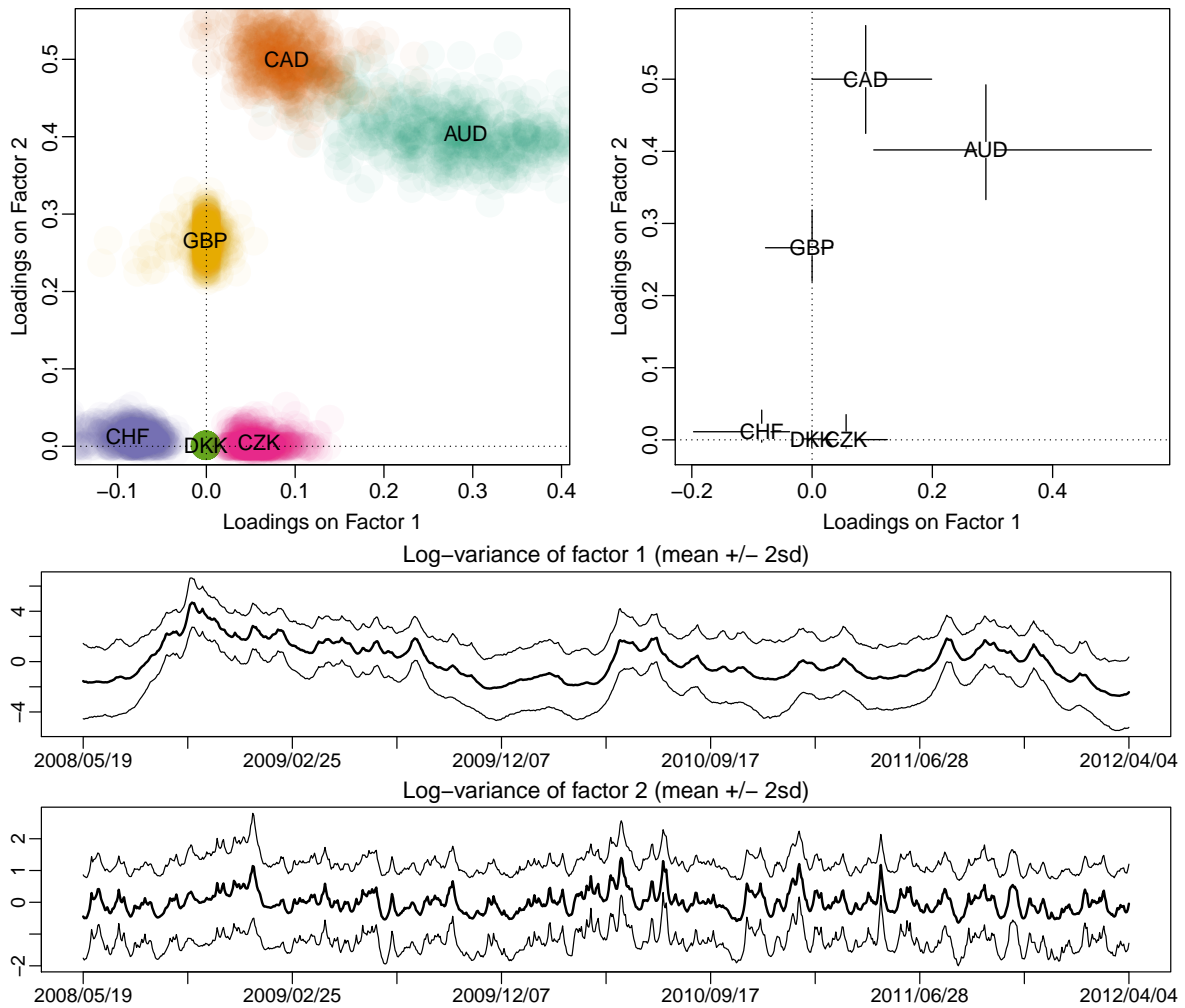 CAD
AUD
GBP
CHF
DKK
CZK
0.0 0.1 0.2 0.3 0.4 0.5
Loadings on Factor 2
−0.1 0.0 0.1 0.2 0.3 0.4
Loadings on Factor 1
CAD
AUD
GBP
CHF
DKK
CZK
0.0 0.1 0.2 0.3 0.4 0.5
Loadings on Factor 2
−0.2 0.0 0.2 0.4
Loadings on Factor 1
Log−variance of factor 1 (mean +/− 2sd)
−4 0 4
2008/05/19 2009/02/25 2009/12/07 2010/09/17 2011/06/28 2012/04/04
Log−variance of factor 2 (mean +/− 2sd)
−2 0 1 2
2008/05/19 2009/02/25 2009/12/07 2010/09/17 2011/06/28 2012/04/04